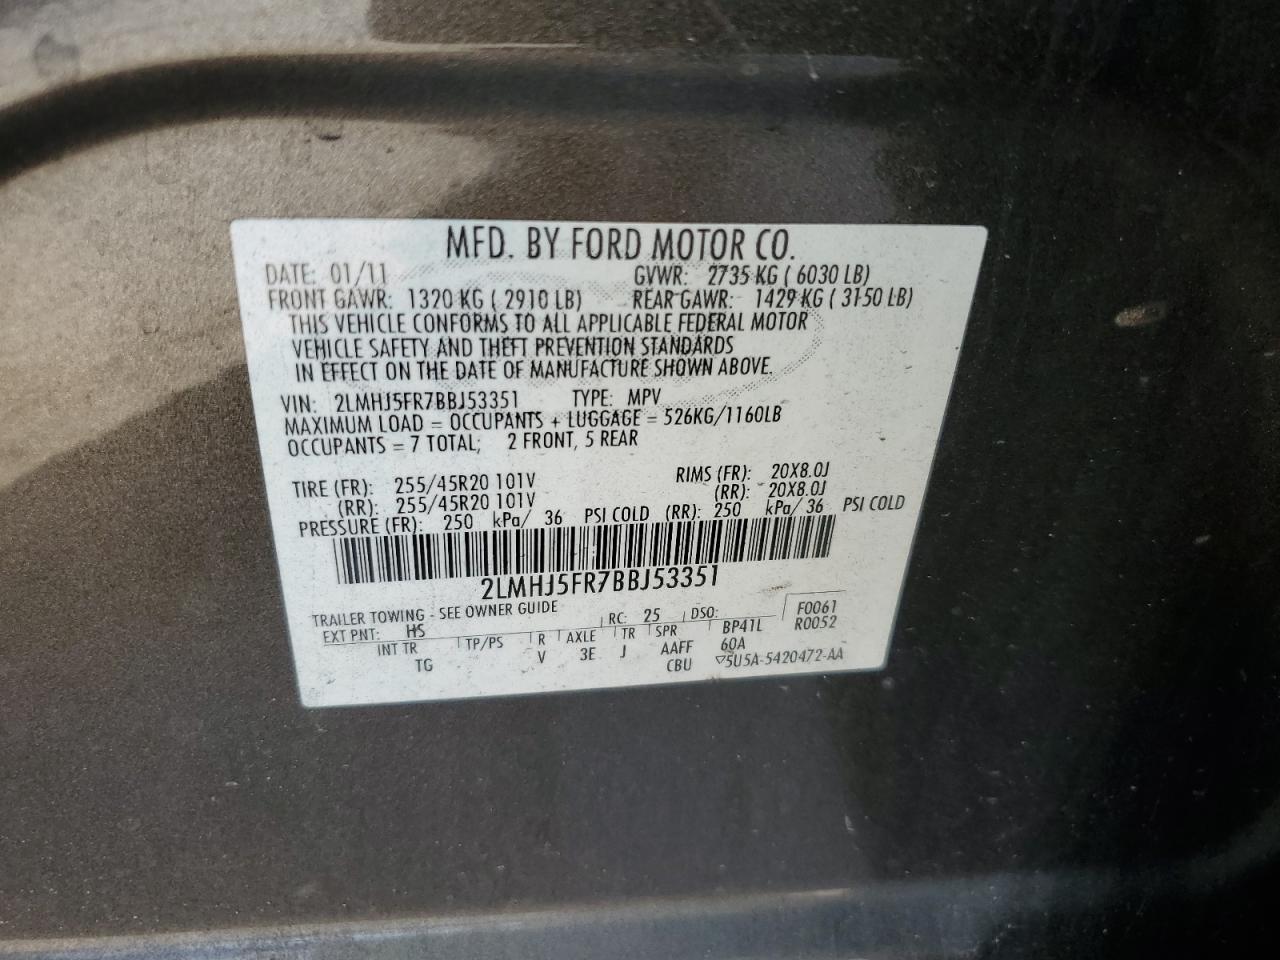 MFD. BY FORD MOTOR CO.
DATE: 01/11 GVWR: 2735 KG ( 6030 LB)
FRONT GAWR: 1320 KG ( 2910 LB) REAR GAWR: 1429 KG ( 3150 LB)
THIS VEHICLE CONFORMS TO ALL APPLICABLE FEDERAL MOTOR
VEHICLE SAFETY AND THEFT PREVENTION STANDARDS
IN EFFECT ON THE DATE OF MANUFACTURE SHOWN ABOVE.
VIN: 2LMHJ5FR7BBJ53351 TYPE: MPV
MAXIMUM LOAD = OCCUPANTS + LUGGAGE = 526KG/1160LB
OCCUPANTS = 7 TOTAL; 2 FRONT, 5 REAR
TIRE (FR): 255/45R20 101V RIMS (FR): 20X8.0J
(RR): 255/45R20 101V (RR): 20X8.0J
PRESSURE (FR): 250 kPa/ 36 PSI COLD (RR): 250 kPa/ 36 PSI COLD
2LMHJ5FR7BBJ53351
TRAILER TOWING - SEE OWNER GUIDE RC: 25 DSO: F0061
EXT PNT: HS BP41L R0052
INT TR TP/PS R AXLE TR SPR 60A
TG V 3E J AAFF
CBU ▽5U5A-5420472-AA